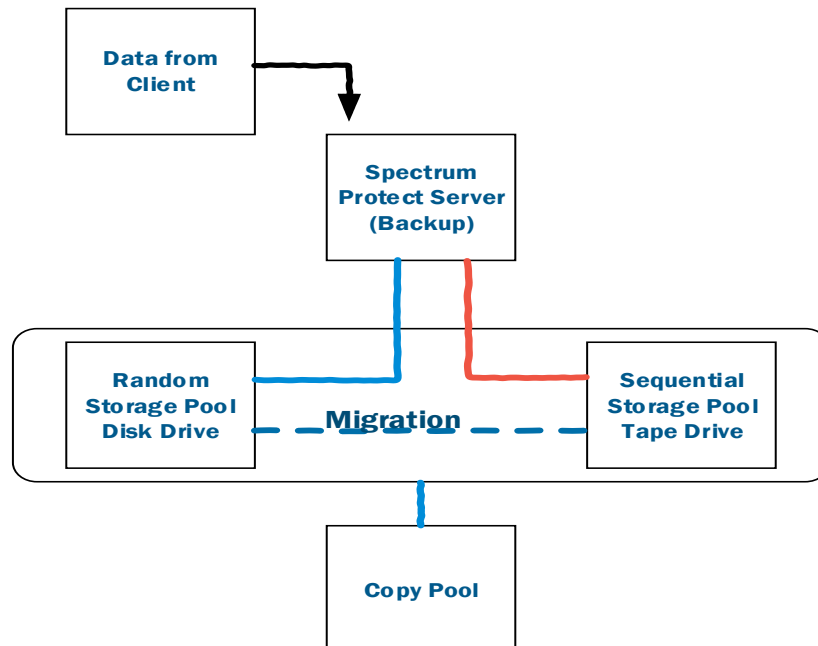 Data from
Client
Spectrum
Protect Server
(Backup)
Random
Storage Pool
Disk Drive
Migration
Sequential
Storage Pool
Tape Drive
Copy Pool